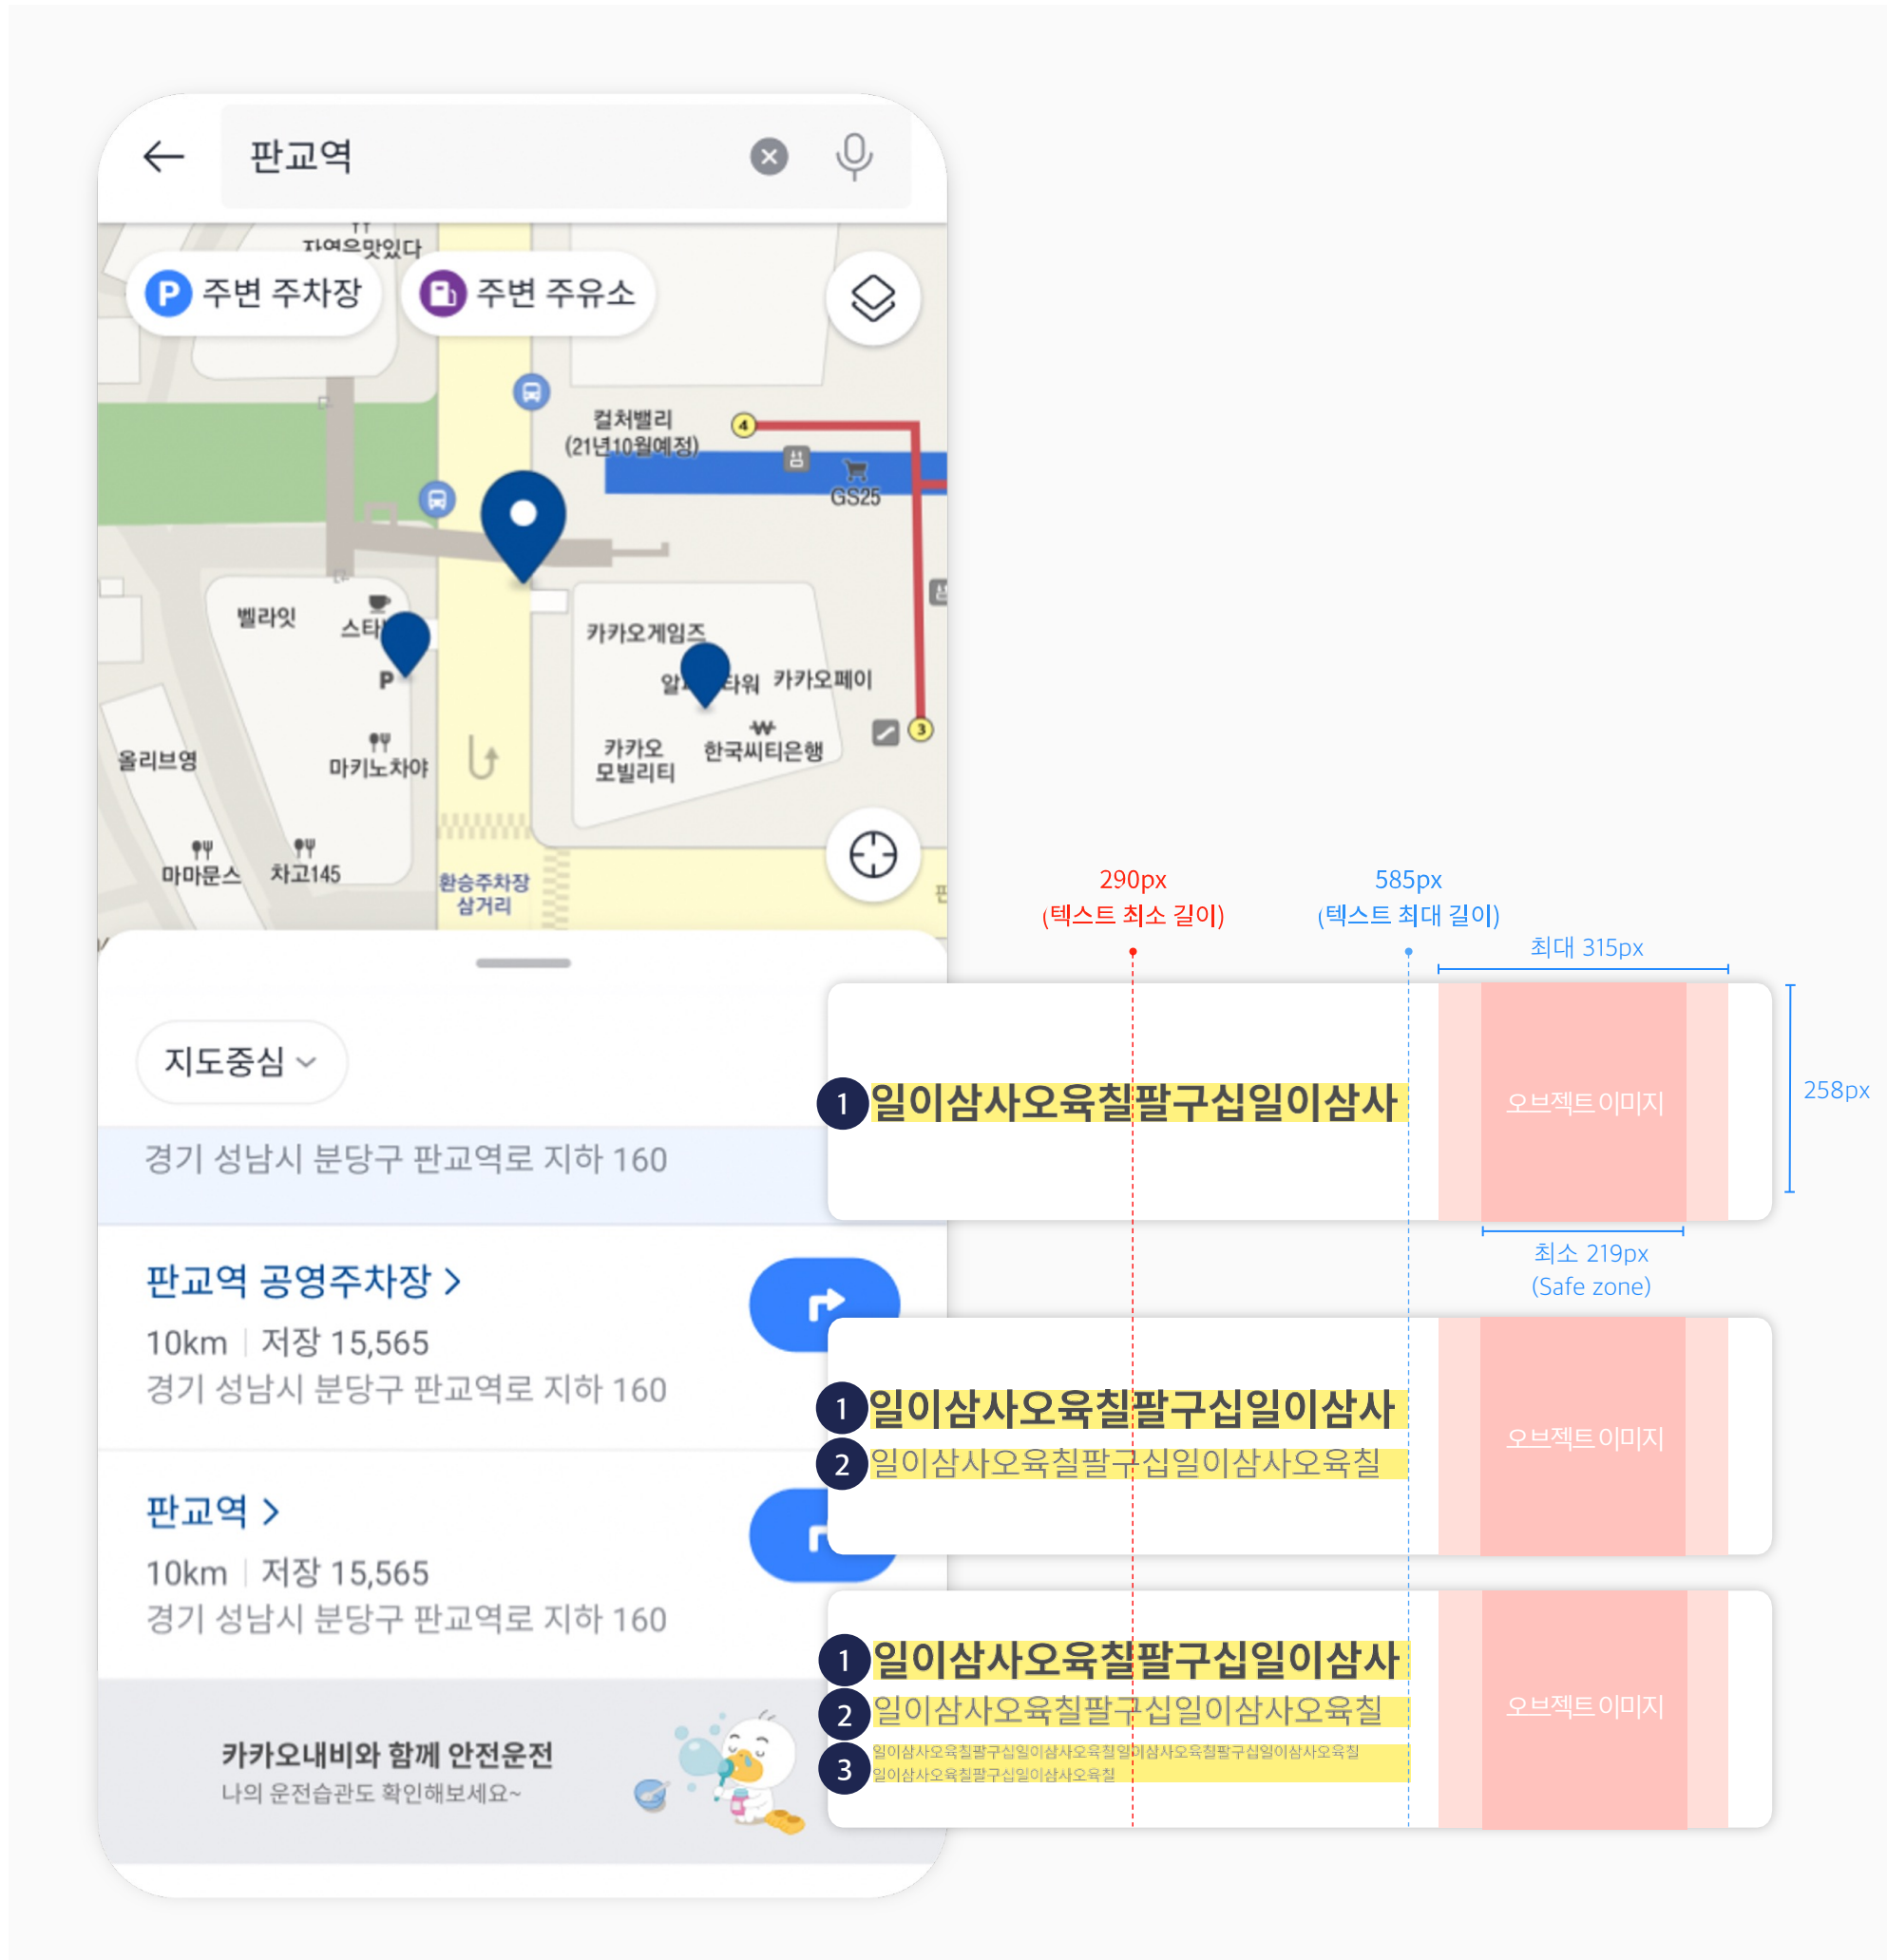 판교역
자연은맛있다
P 주변 주차장
주변 주유소
컬처밸리
(21년10월예정)
4
GS25
벨라잇
스타
P
카카오게임즈
타워
카카오페이
3
올리브영
마키노차야
카카오
모빌리티
₩
한국씨티은행
마마문스
차고145
환승주차장
삼거리
지도중심
경기 성남시 분당구 판교역로 지하 160
판교역 공영주차장 >
10km | 저장 15,565
경기 성남시 분당구 판교역로 지하 160
판교역 >
10km | 저장 15,565
경기 성남시 분당구 판교역로 지하 160
카카오내비와 함께 안전운전
나의 운전습관도 확인해보세요~
290px
(텍스트 최소 길이)
585px
(텍스트 최대 길이)
최대 315px
1 일이삼사오육칠팔구십일이삼사
오브젝트 이미지
258px
최소 219px
(Safe zone)
1 일이삼사오육칠팔구십일이삼사
2 일이삼사오육칠팔구십일이삼사오육칠
오브젝트 이미지
1 일이삼사오육칠팔구십일이삼사
2 일이삼사오육칠팔구십일이삼사오육칠
3 일이삼사오육칠팔구십일이삼사오육칠일이삼사오육칠팔구십일이삼사오육칠
일이삼사오육칠팔구십일이삼사오육칠
오브젝트 이미지